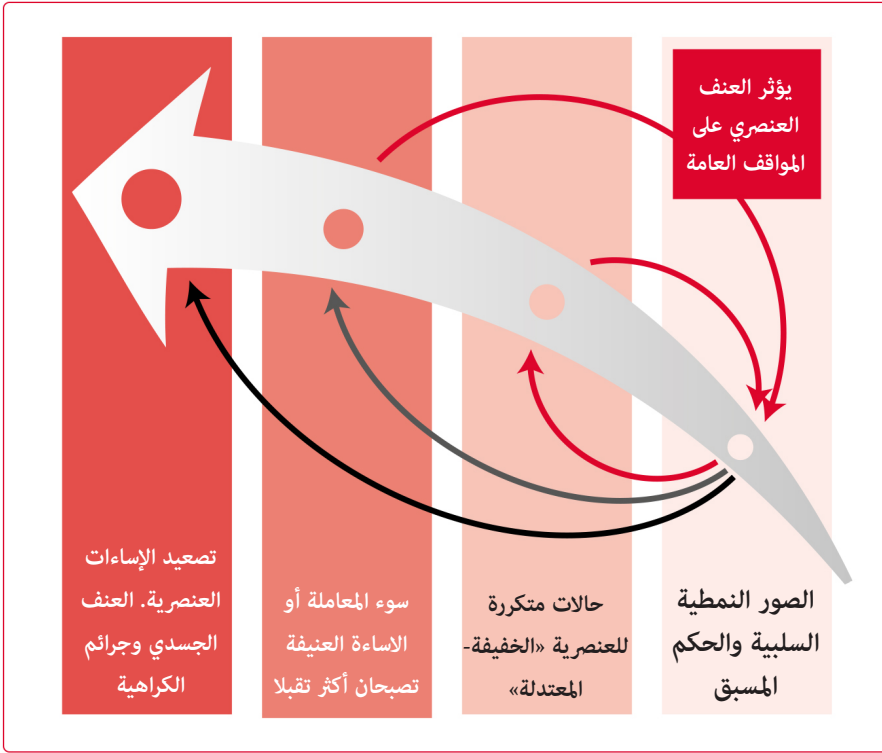 يؤثر العنف
العنصري على
المواقف العامة
الصور النمطية
السلبية والحكم
المسبق
حالات متكررة
للعنصرية «الخفيفة-
المعتدلة»
سوء المعاملة أو
الاساءة العنيفة
تصبحان أكثر تقبلا
تصعيد الإساءات
العنصرية. العنف
الجسدي وجرائم
الكراهية